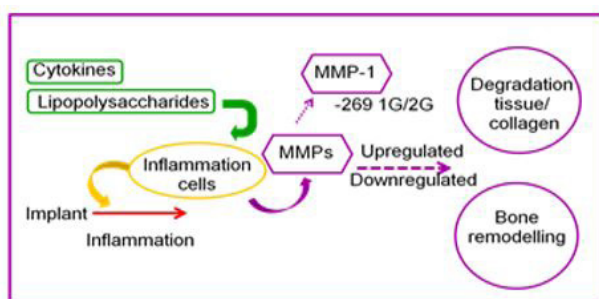 Cytokines
Lipopolysaccharides
MMP-1
-269 1G/2G
Degradation
tissue/
collagen
Inflammation
cells
MMPs
Upregulated
Downregulated
Implant
Inflammation
Bone
remodelling